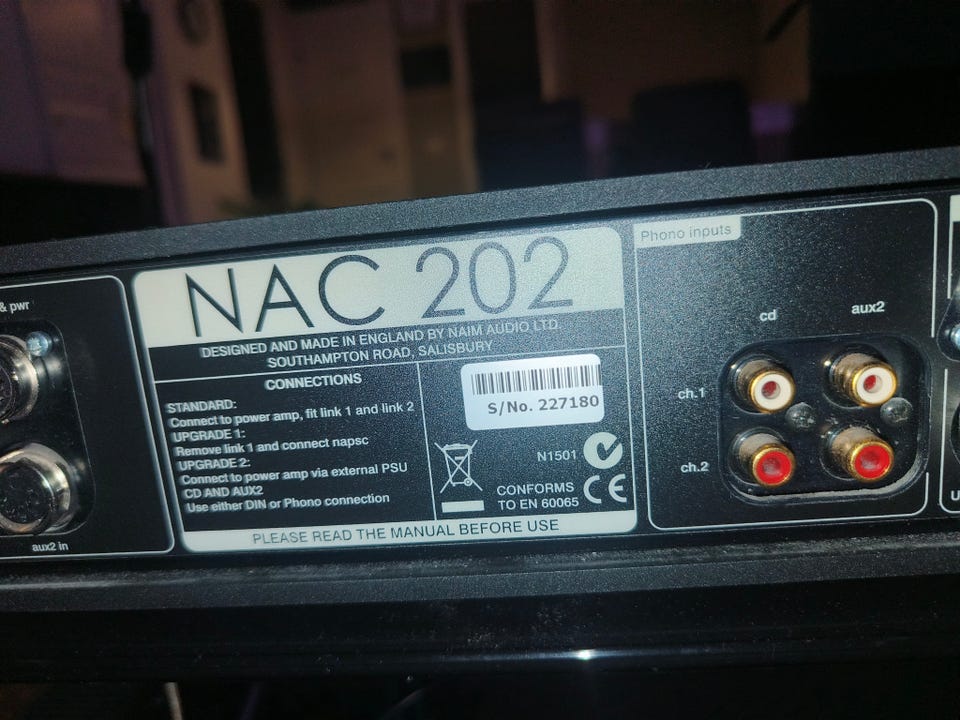 & pwr
aux2 in
NAC 202
DESIGNED AND MADE IN ENGLAND BY NAIM AUDIO LTD.
SOUTHAMPTON ROAD, SALISBURY
CONNECTIONS
STANDARD:
Connect to power amp, fit link 1 and link 2
UPGRADE 1:
Remove link 1 and connect napsc
UPGRADE 2:
Connect to power amp via external PSU
CD AND AUX2
Use either DIN or Phono connection
S/No. 227180
N1501
CONFORMS
TO EN 60065
CE
PLEASE READ THE MANUAL BEFORE USE
Phono inputs
cd
aux2
ch.1
ch.2